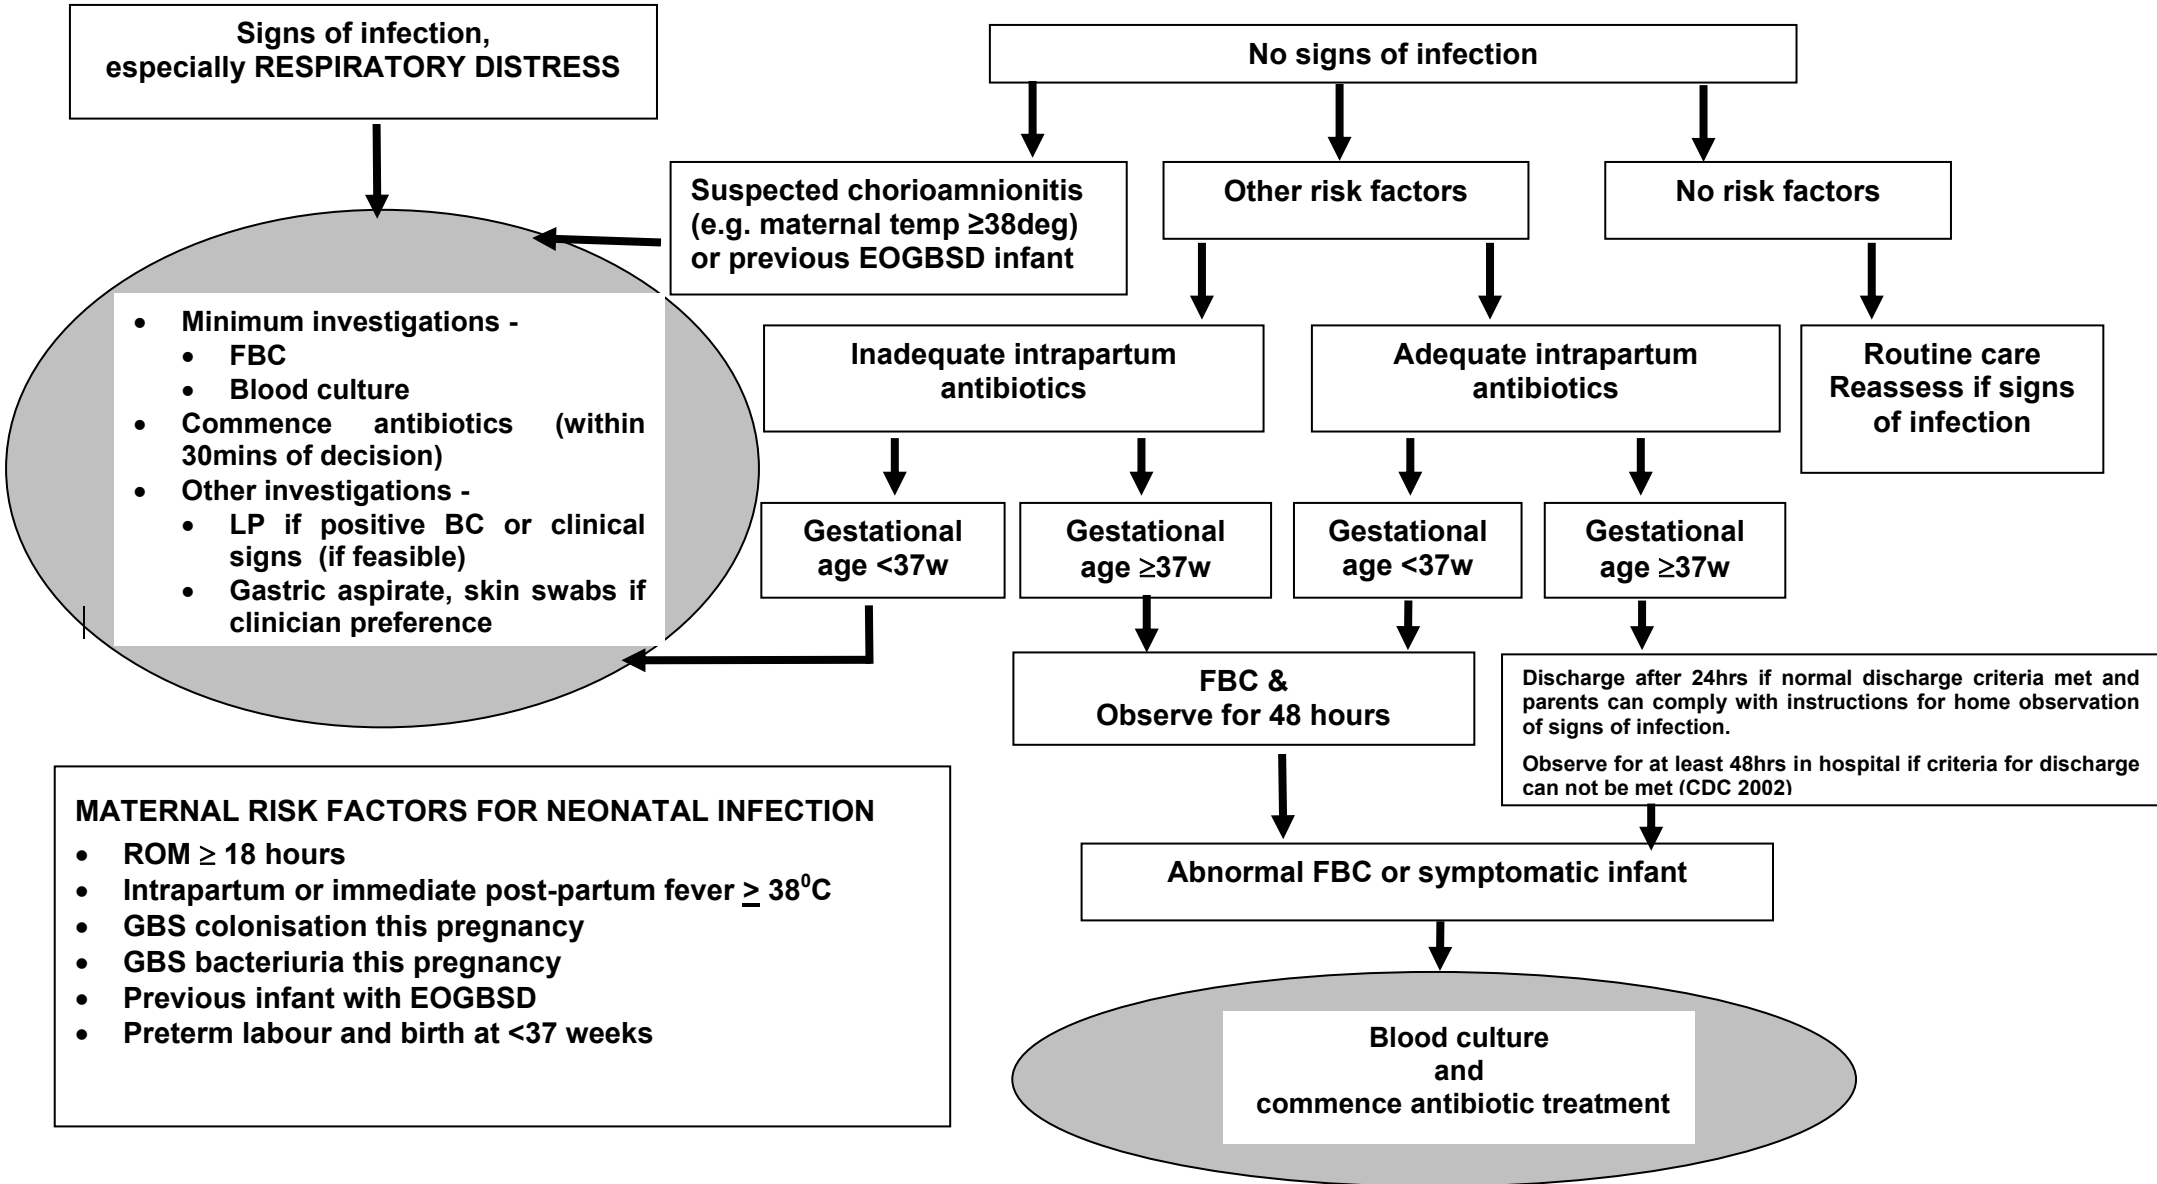 Signs of infection,
especially RESPIRATORY DISTRESS
No signs of infection
Suspected chorioamnionitis
(e.g. maternal temp ≥38deg)
or previous EOGBSD infant
Other risk factors
No risk factors
• Minimum investigations -
• FBC
• Blood culture
• Commence antibiotics (within
30mins of decision)
• Other investigations -
• LP if positive BC or clinical
signs (if feasible)
• Gastric aspirate, skin swabs if
clinician preference
Inadequate intrapartum
antibiotics
Adequate intrapartum
antibiotics
Routine care
Reassess if signs
of infection
Gestational
age <37w
Gestational
age ≥37w
Gestational
age <37w
Gestational
age ≥37w
FBC &
Observe for 48 hours
Discharge after 24hrs if normal discharge criteria met and
parents can comply with instructions for home observation
of signs of infection.
Observe for at least 48hrs in hospital if criteria for discharge
can not be met (CDC 2002)
MATERNAL RISK FACTORS FOR NEONATAL INFECTION
• ROM ≥ 18 hours
• Intrapartum or immediate post-partum fever ≥ 38⁰C
• GBS colonisation this pregnancy
• GBS bacteriuria this pregnancy
• Previous infant with EOGBSD
• Preterm labour and birth at <37 weeks
Abnormal FBC or symptomatic infant
Blood culture
and
commence antibiotic treatment